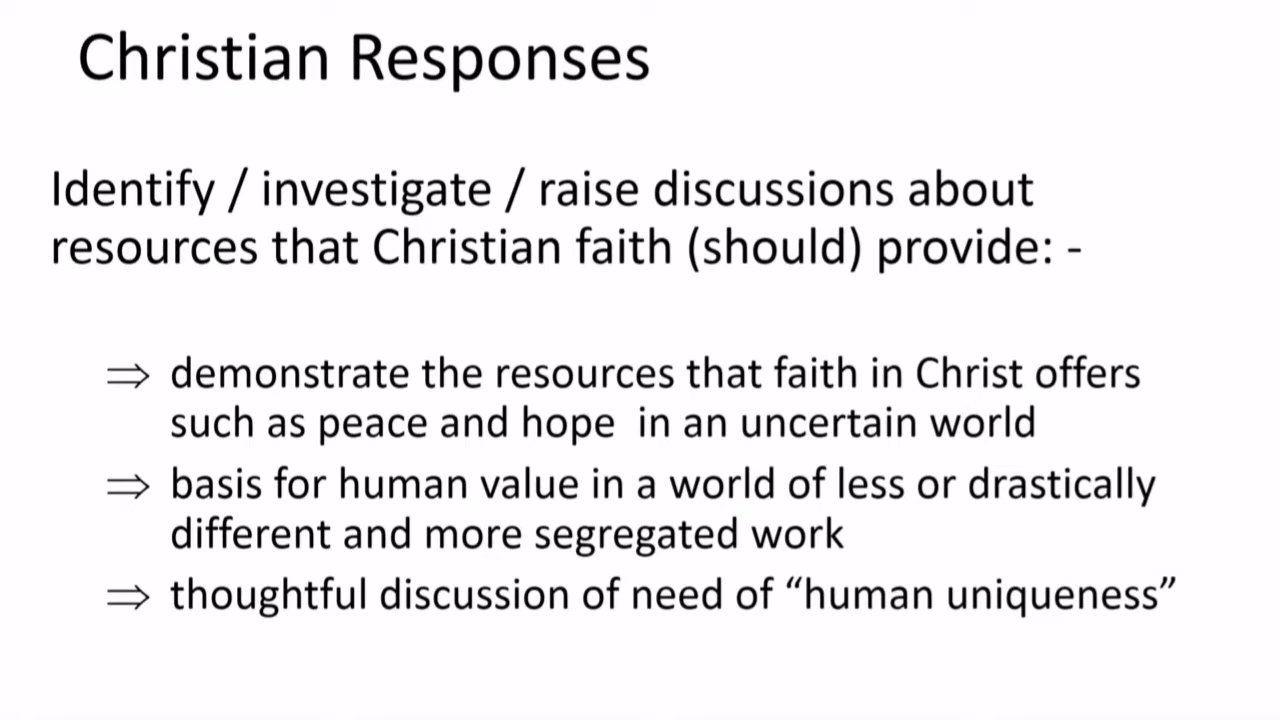 Christian Responses
Identify / investigate / raise discussions about
resources that Christian faith (should) provide: -
⇒ demonstrate the resources that faith in Christ offers
such as peace and hope  in an uncertain world
⇒ basis for human value in a world of less or drastically
different and more segregated work
⇒ thoughtful discussion of need of “human uniqueness”